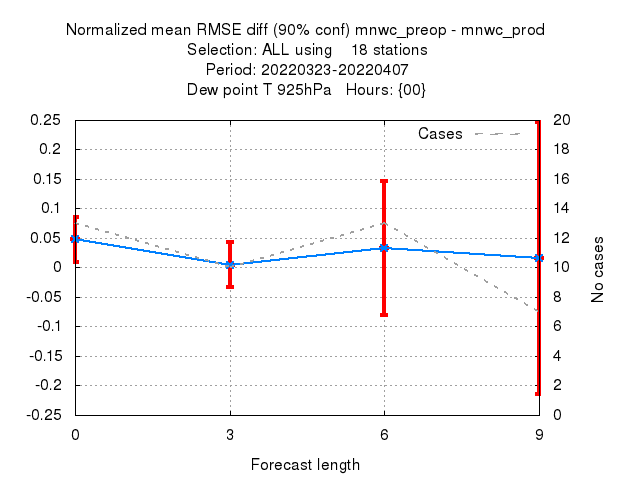 Normalized mean RMSE diff (90% conf) mnwc_preop - mnwc_prod
Selection: ALL using 18 stations
Period: 20220323-20220407
Dew point T 925hPa Hours: {00}
Cases
0.25
0.2
0.15
0.1
0.05
0
-0.05
-0.1
-0.15
-0.2
-0.25
20
18
16
14
12
10
8
6
4
2
0
No cases
0 3 6 9
Forecast length